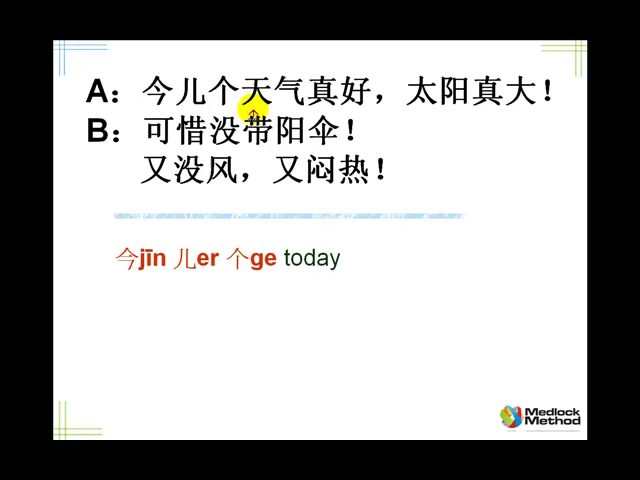 A：今儿个天气真好，太阳真大！
B：可惜没带阳伞！
又没风，又闷热！
今jīn 儿er 个ge today
Medlock
Method